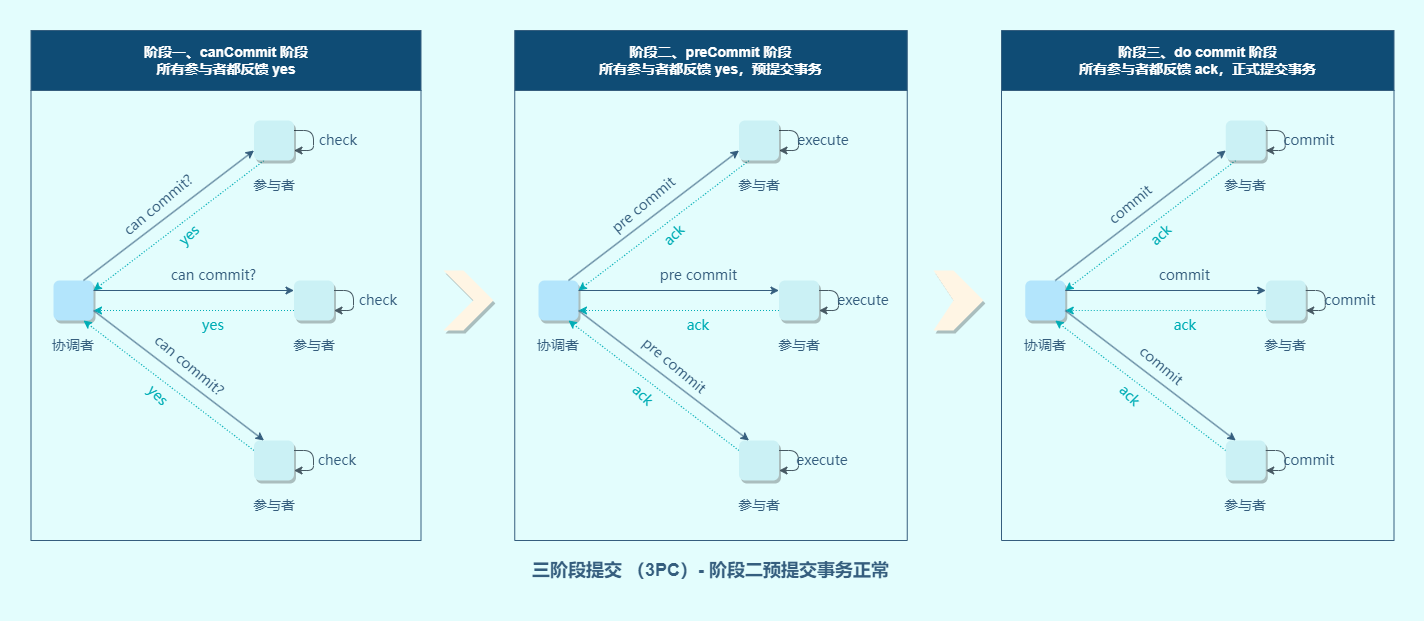 阶段一、canCommit 阶段
所有参与者都反馈 yes
check
can commit?
参与者
yes
can commit?
check
yes
协调者
参与者
can commit?
yes
check
参与者
阶段二、preCommit 阶段
所有参与者都反馈 yes，预提交事务
execute
pre commit
参与者
ack
pre commit
execute
ack
协调者
参与者
pre commit
ack
execute
参与者
阶段三、do commit 阶段
所有参与者都反馈 ack，正式提交事务
commit
commit
参与者
ack
commit
commit
ack
协调者
参与者
commit
ack
commit
参与者
三阶段提交 （3PC）- 阶段二预提交事务正常